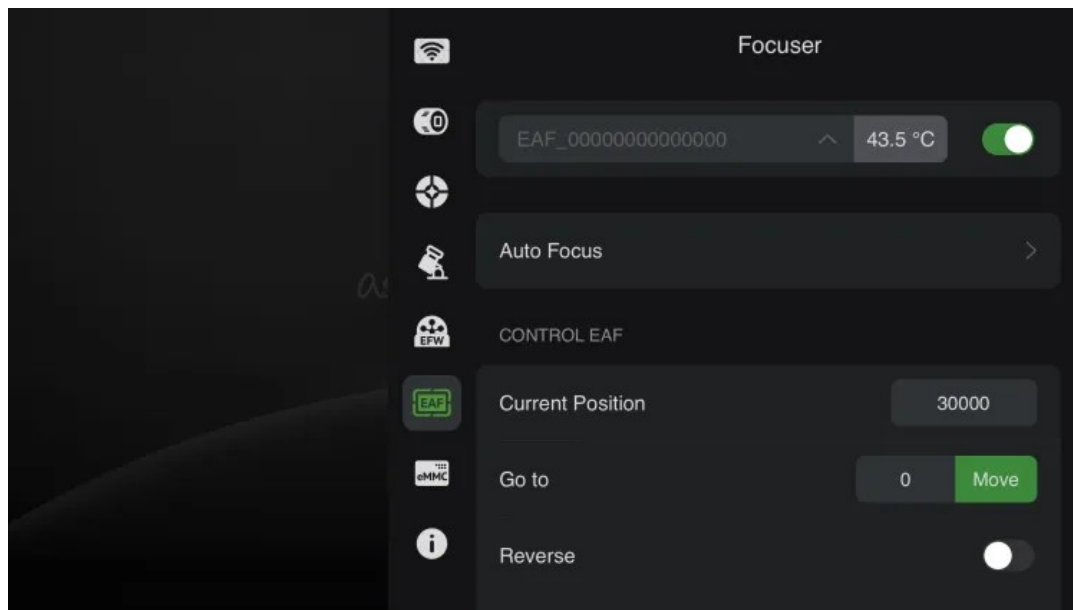 Focuser
EAF_00000000000000
43.5 °C
Auto Focus
EFW
CONTROL EAF
EAF
Current Position
30000
eMMC
Go to
0
Move
Reverse